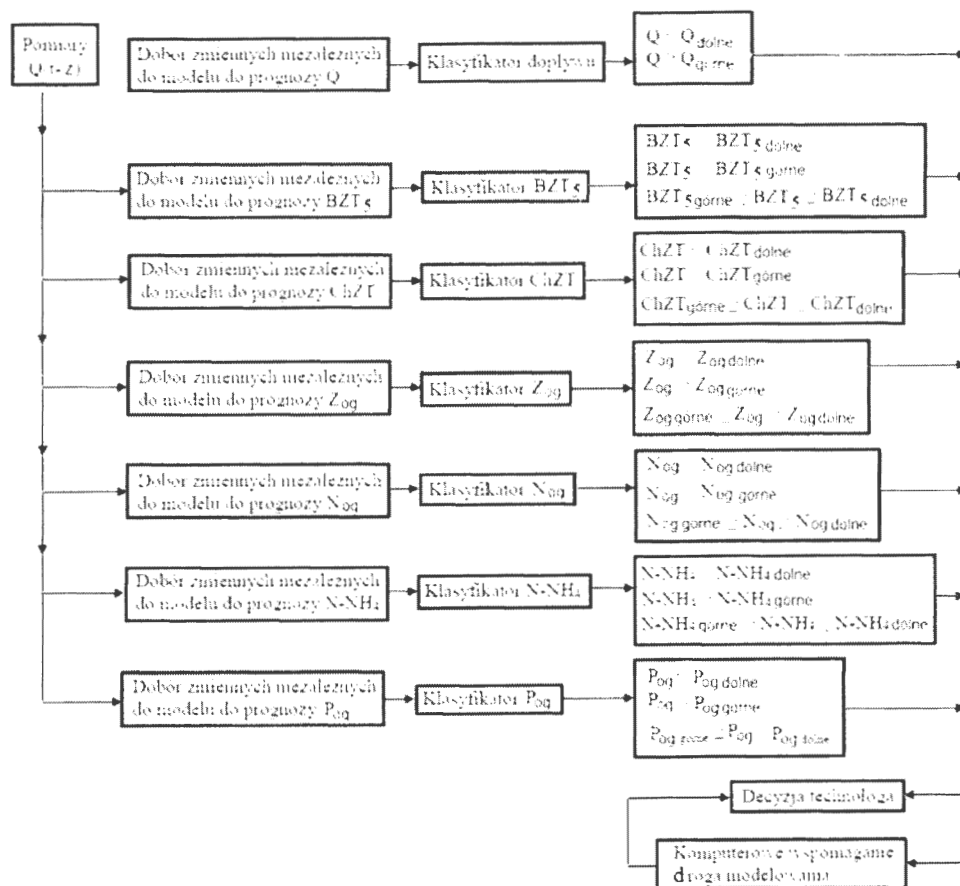 Pomiary
Q(t-z)
Dobór zmiennych niezależnych
do modelu do prognozy Q
Klasyfikator dopływu
Q Q dolne
Q Q górne
Dobór zmiennych niezależnych
do modelu do prognozy BZT5
Klasyfikator BZT5
BZT5 BZT5 dolne
BZT5 BZT5 górne
BZT5 górne BZT5 BZT5 dolne
Dobór zmiennych niezależnych
do modelu do prognozy ChZT
Klasyfikator ChZT
ChZT ChZT dolne
ChZT ChZT górne
ChZT górne ChZT ChZT dolne
Dobór zmiennych niezależnych
do modelu do prognozy Zog
Klasyfikator Zog
Zog Zog dolne
Zog Zog górne
Zog górne Zog Zog dolne
Dobór zmiennych niezależnych
do modelu do prognozy Nog
Klasyfikator Nog
Nog Nog dolne
Nog Nog górne
Nog górne Nog Nog dolne
Dobór zmiennych niezależnych
do modelu do prognozy N-NH4
Klasyfikator N-NH4
N-NH4 N-NH4 dolne
N-NH4 N-NH4 górne
N-NH4 górne N-NH4 N-NH4 dolne
Dobór zmiennych niezależnych
do modelu do prognozy Pog
Klasyfikator Pog
Pog Pog dolne
Pog Pog górne
Pog górne Pog Pog dolne
Decyzja technologa
Komputerowe wspomaganie
droga modelowania